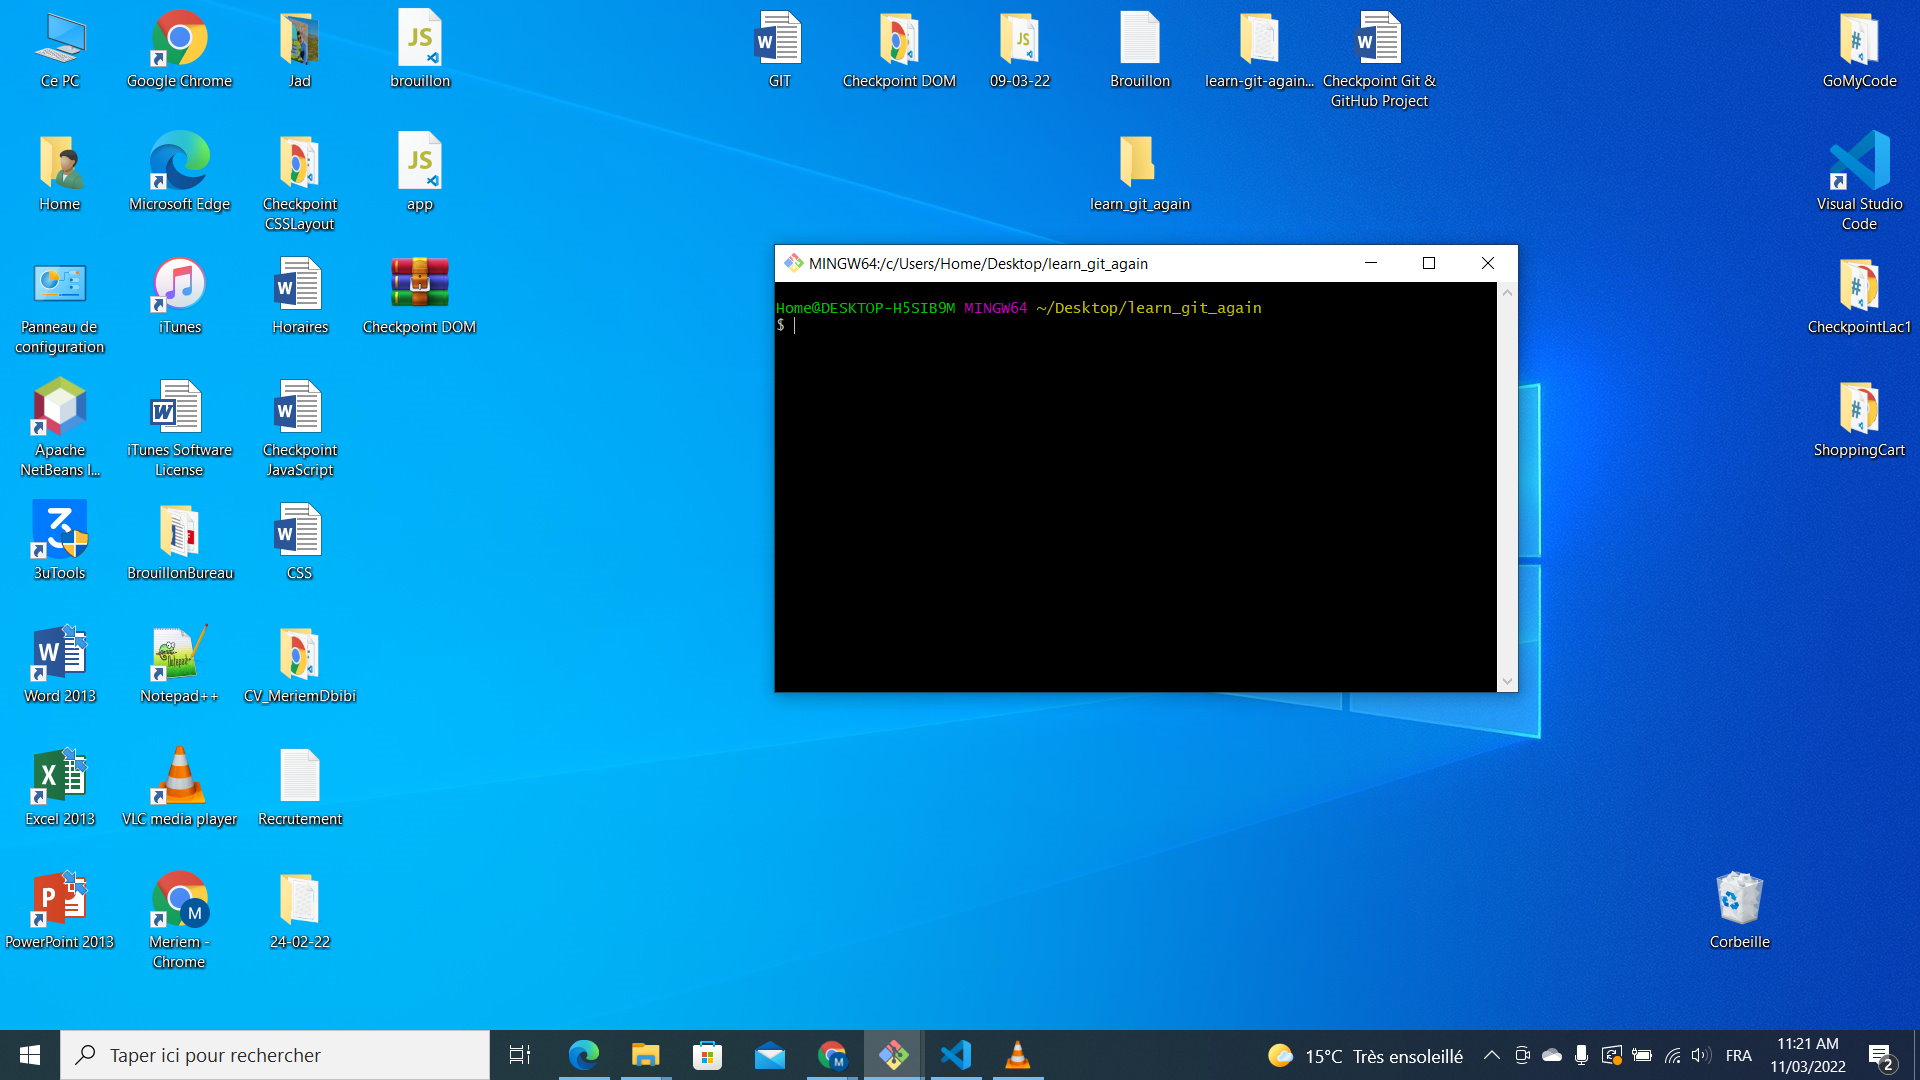 Ce PC
Google Chrome
Jad
brouillon
GIT
Checkpoint DOM
09-03-22
Brouillon
learn-git-again...
Checkpoint Git &
GitHub Project
GoMyCode
Home
Microsoft Edge
Checkpoint
CSSLayout
app
learn_git_again
Visual Studio
Code
Panneau de
configuration
iTunes
Horaires
Checkpoint DOM
CheckpointLac1
MINGW64:/c/Users/Home/Desktop/learn_git_again
Home@DESKTOP-H5SIB9M MINGW64 ~/Desktop/learn_git_again
$
Apache
NetBeans I...
iTunes Software
License
Checkpoint
JavaScript
ShoppingCart
3uTools
BrouillonBureau
CSS
Word 2013
Notepad++
CV_MeriemDbibi
Excel 2013
VLC media player
Recrutement
PowerPoint 2013
Meriem -
Chrome
24-02-22
Corbeille
Taper ici pour rechercher
15°C Très ensoleillé
FRA
11:21 AM
11/03/2022
2